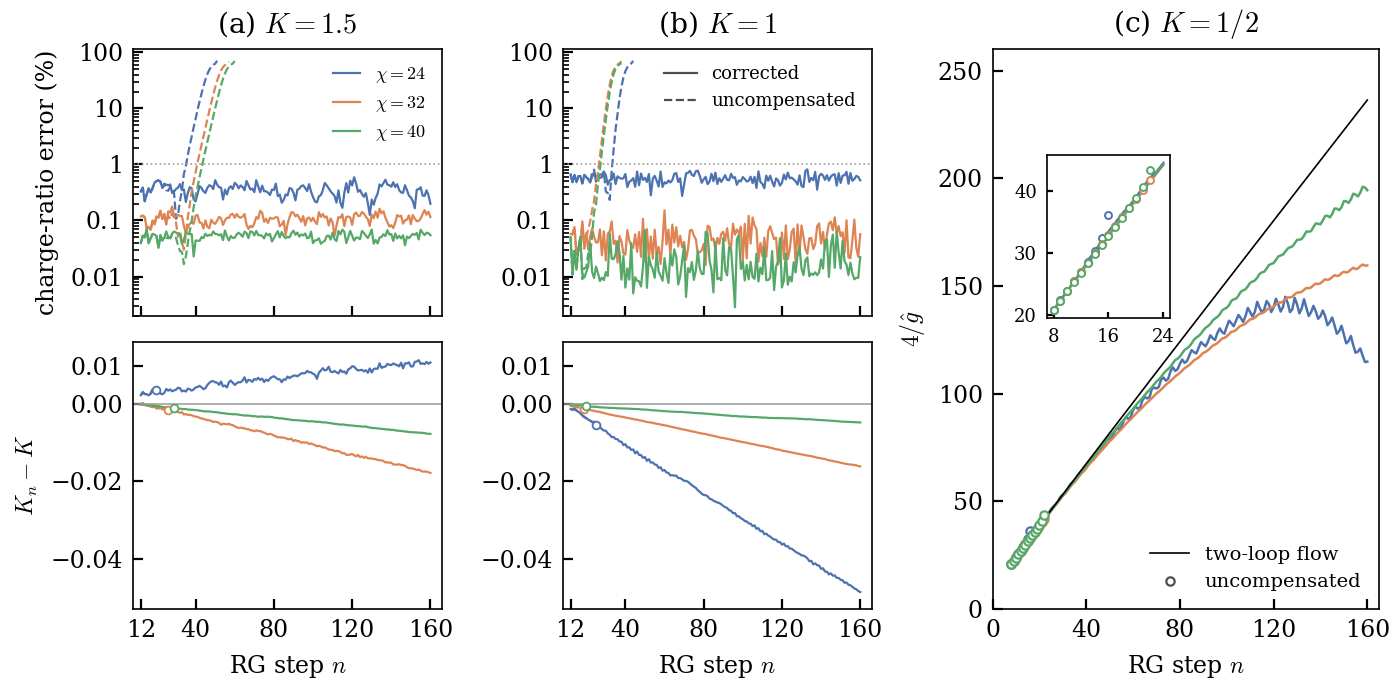 (a) K = 1.5
100
10
1
0.1
0.01
charge-ratio error (%)
χ = 24
χ = 32
χ = 40
0.01
0.00
−0.02
−0.04
Kₙ − K
12 40 80 120 160
RG step n
(b) K = 1
100
10
1
0.1
0.01
corrected
uncompensated
0.01
0.00
−0.02
−0.04
12 40 80 120 160
RG step n
(c) K = 1/2
250
200
150
100
50
0
4/ĝ
40
30
20
8 16 24
two-loop flow
uncompensated
0 40 80 120 160
RG step n